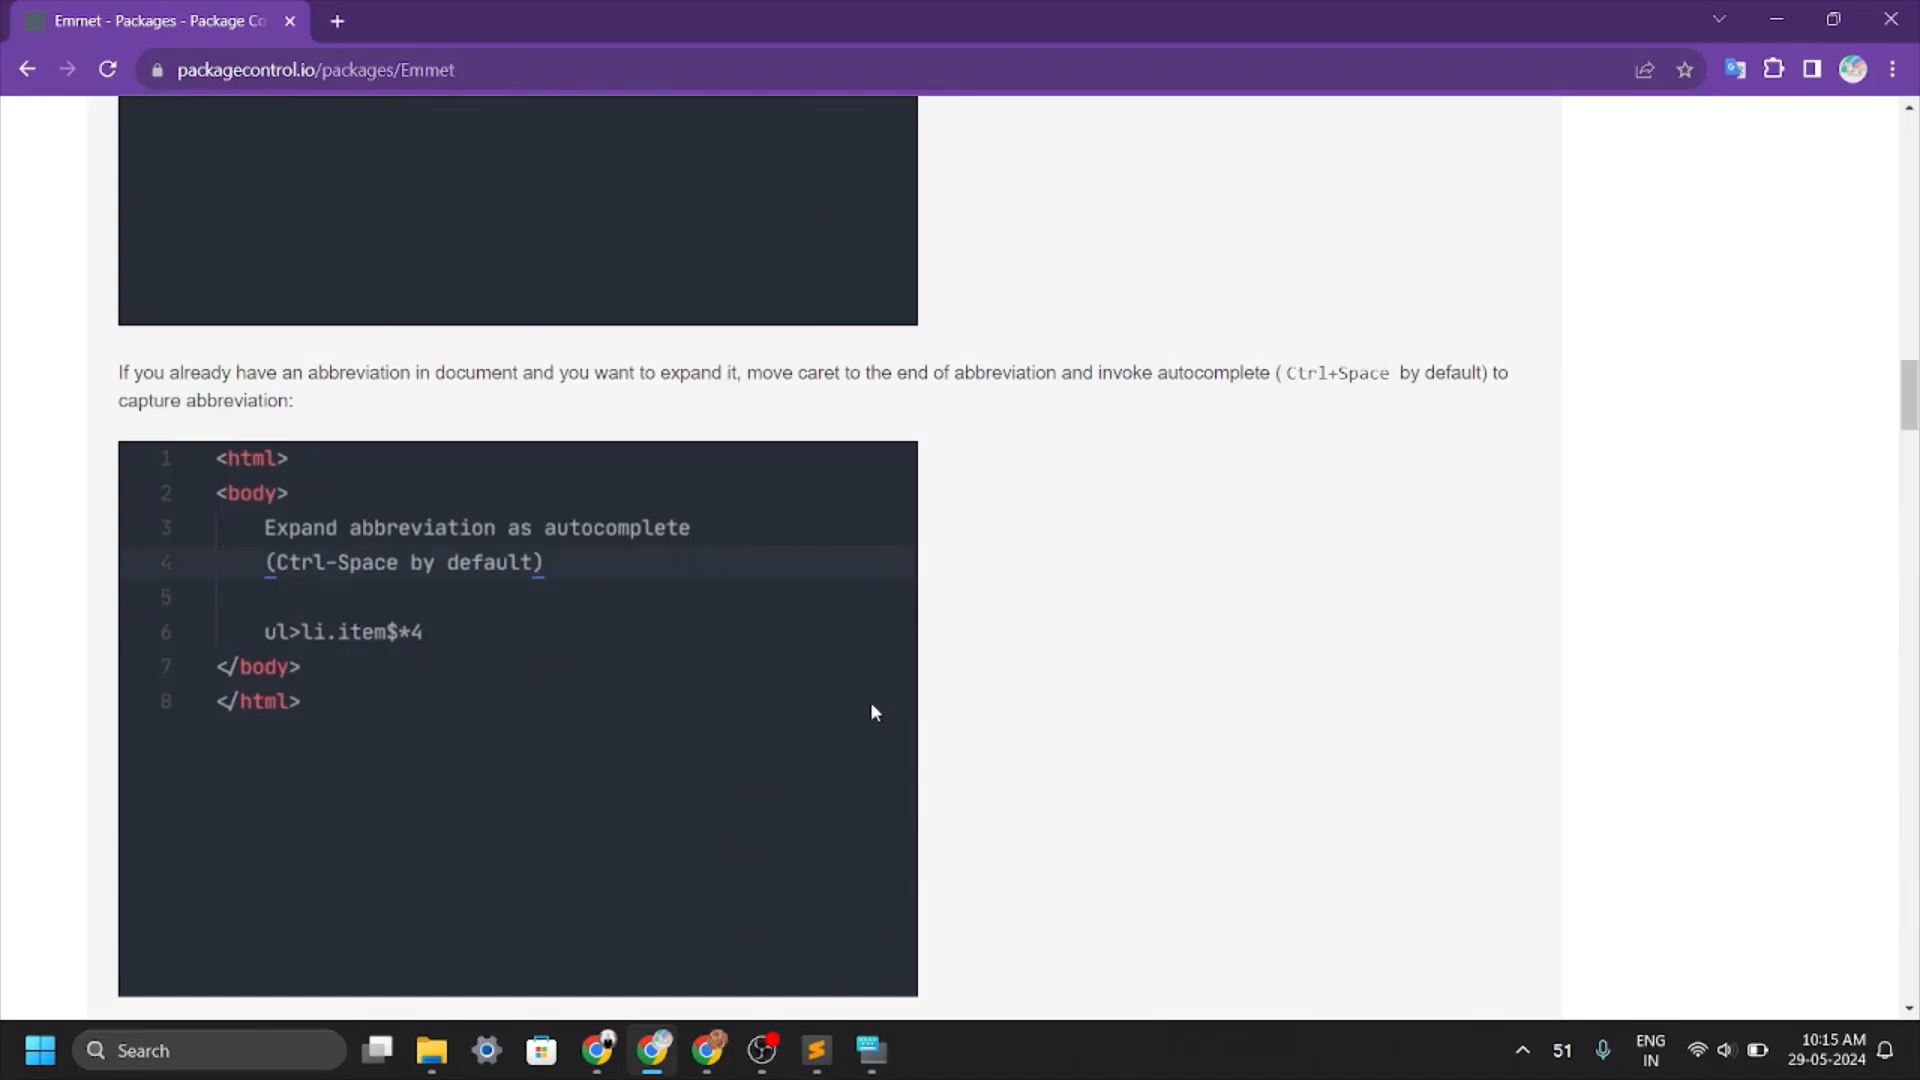 Emmet - Packages - Package Co
packagecontrol.io/packages/Emmet
If you already have an abbreviation in document and you want to expand it, move caret to the end of abbreviation and invoke autocomplete ( Ctrl+Space by default) to
capture abbreviation:
1 <html>
2 <body>
3 Expand abbreviation as autocomplete
4 (Ctrl-Space by default)
5
6 ul>li.item$*4
7 </body>
8 </html>
Search
51
ENG
IN
10:15 AM
29-05-2024